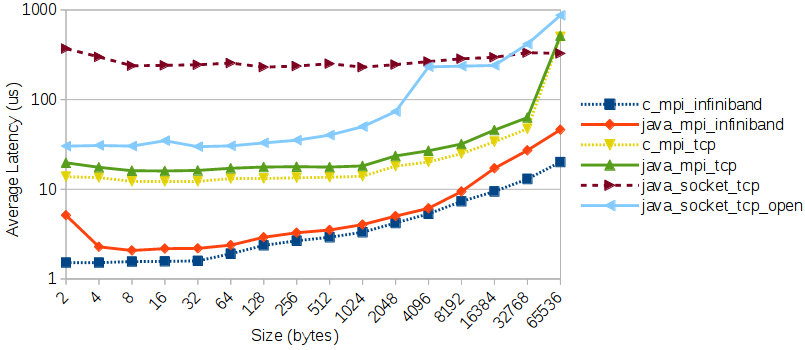 1000
100
10
1
Average Latency (us)
2
4
8
16
32
64
128
256
512
1024
2048
4096
8192
16384
32768
65536
Size (bytes)
c_mpi_infiniband
java_mpi_infiniband
c_mpi_tcp
java_mpi_tcp
java_socket_tcp
java_socket_tcp_open